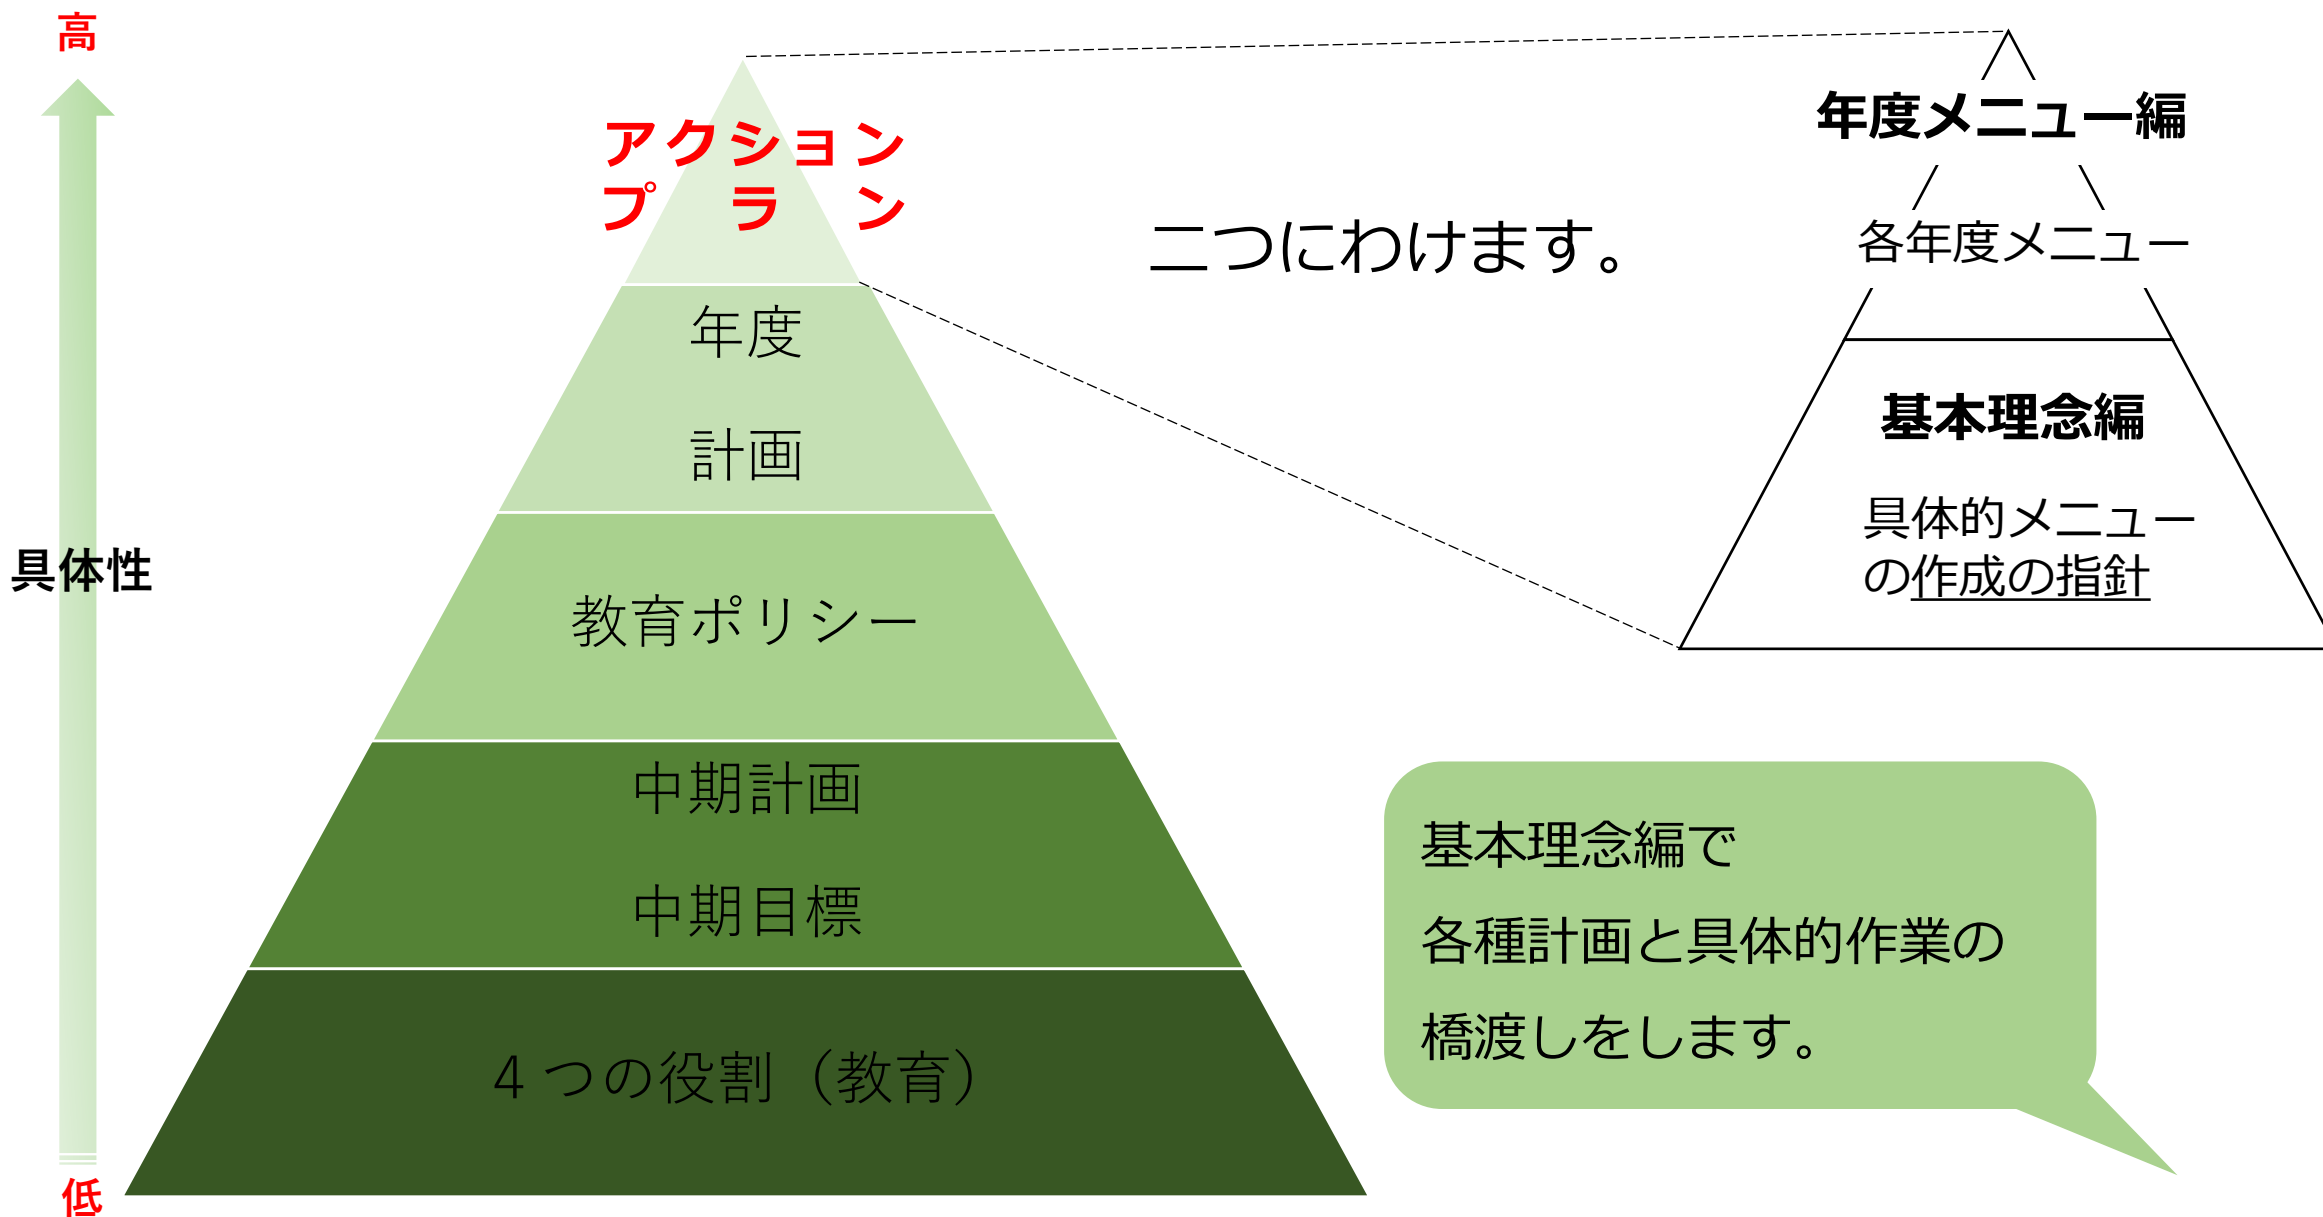 高
具体性
低
アクション
プラン
年度
計画
教育ポリシー
中期計画
中期目標
４つの役割（教育）
二つにわけます。
年度メニュー編
各年度メニュー
基本理念編
具体的メニュー
の作成の指針
基本理念編で
各種計画と具体的作業の
橋渡しをします。